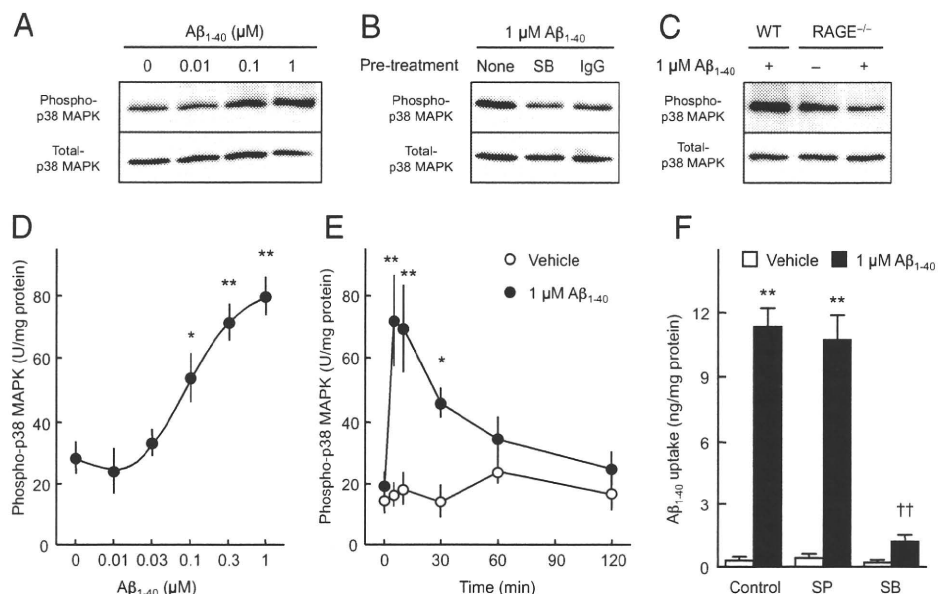 A
Aβ1-40 (μM)
0 0.01 0.1 1
Phospho-
p38 MAPK
Total-
p38 MAPK
B
1 μM Aβ1-40
Pre-treatment None SB IgG
Phospho-
p38 MAPK
Total-
p38 MAPK
C
WT RAGE−/−
1 μM Aβ1-40 + − +
Phospho-
p38 MAPK
Total-
p38 MAPK
D
Phospho-p38 MAPK (U/mg protein)
80
60
40
20
0
* ** **
0 0.01 0.03 0.1 0.3 1
Aβ1-40 (μM)
E
Phospho-p38 MAPK (U/mg protein)
Vehicle
1 μM Aβ1-40
80
60
40
20
0
** ** *
0 30 60 90 120
Time (min)
F
Vehicle 1 μM Aβ1-40
Aβ1-40 uptake (ng/mg protein)
12
9
6
3
0
** ** ††
Control SP SB